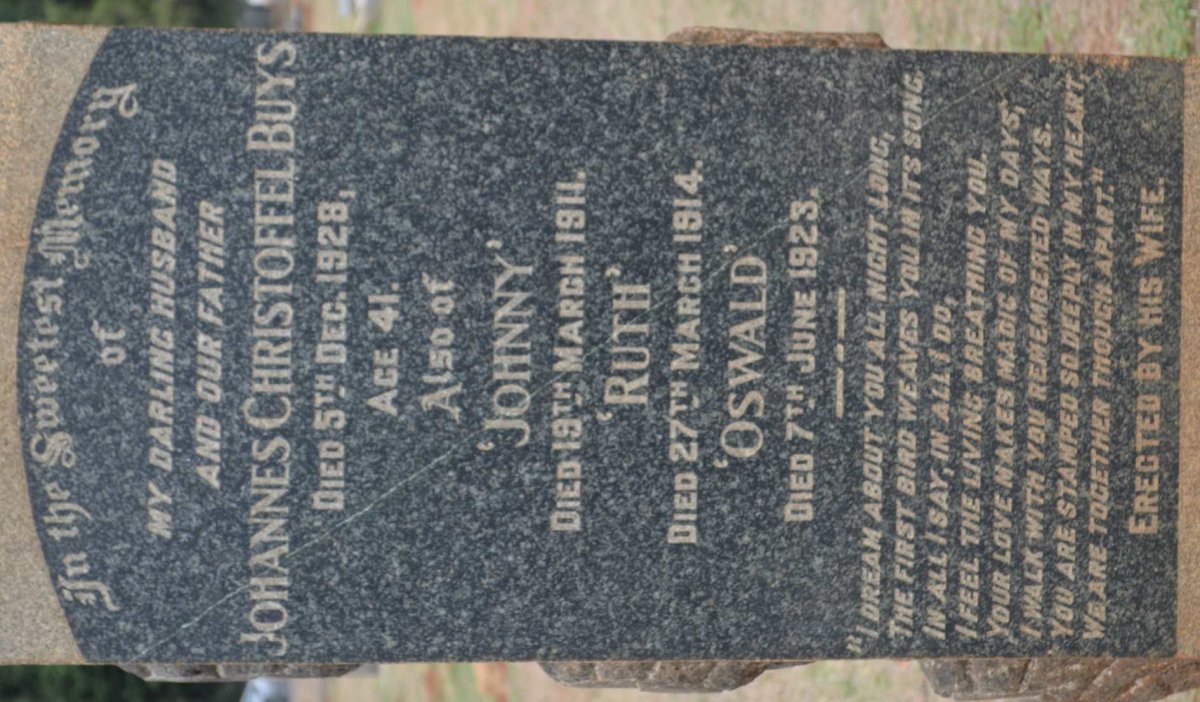 In the Sweetest Memory
of
MY DARLING HUSBAND
AND OUR FATHER
JOHANNES CHRISTOFFEL BUYS
DIED 5TH DEC. 1928,
AGE 41.
Also of
'JOHNNY'
DIED 19TH MARCH 1911.
'RUTH'
DIED 27TH MARCH 1914.
'OSWALD'
DIED 7TH JUNE 1923.
"I DREAM ABOUT YOU ALL NIGHT LONG,
THE FIRST BIRD WEAVES YOU IN ITS SONG.
IN ALL I SAY, IN ALL I DO,
I FEEL THE LIVING BREATHING YOU.
YOUR LOVE MAKES MAGIC OF MY DAYS,
I WALK WITH YOU REMEMBERED WAYS.
YOU ARE STAMPED SO DEEPLY IN MY HEART,
WE ARE TOGETHER THOUGH APART."
ERECTED BY HIS WIFE.